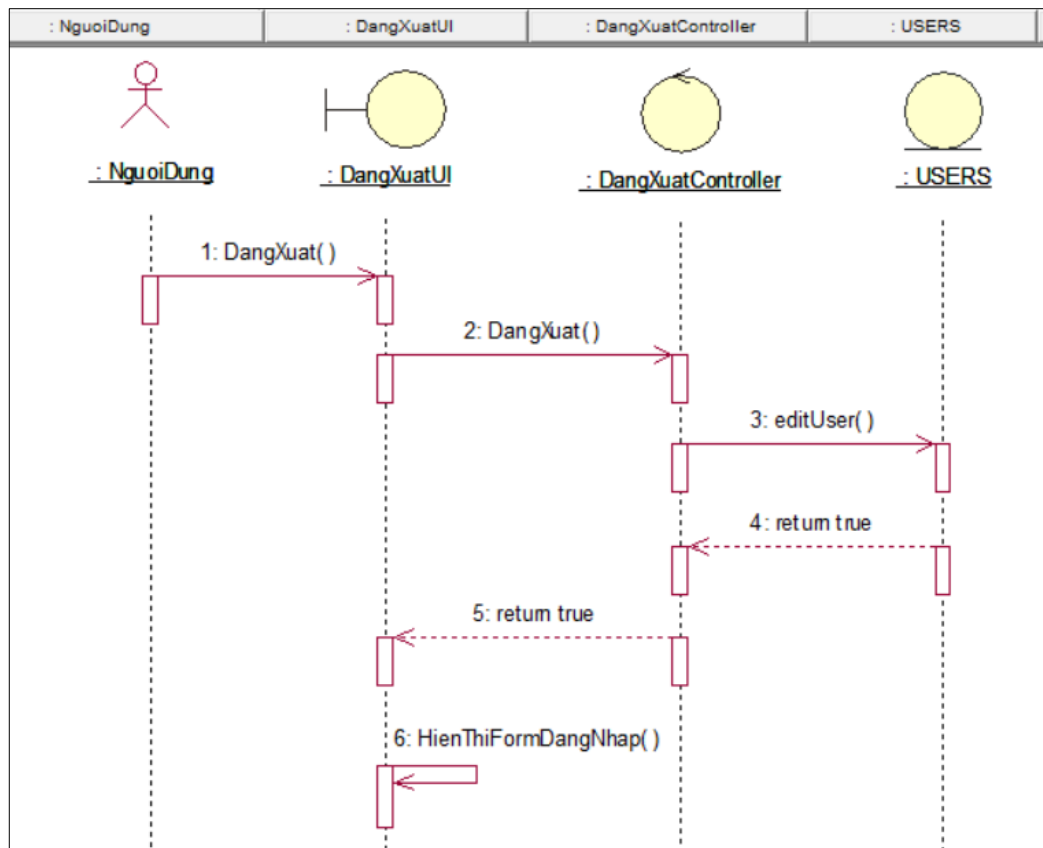 : NguoiDung
: DangXuatUI
: DangXuatController
: USERS
: NguoiDung
: DangXuatUI
: DangXuatController
: USERS
1: DangXuat( )
2: DangXuat( )
3: editUser( )
4: return true
5: return true
6: HienThiFormDangNhap( )